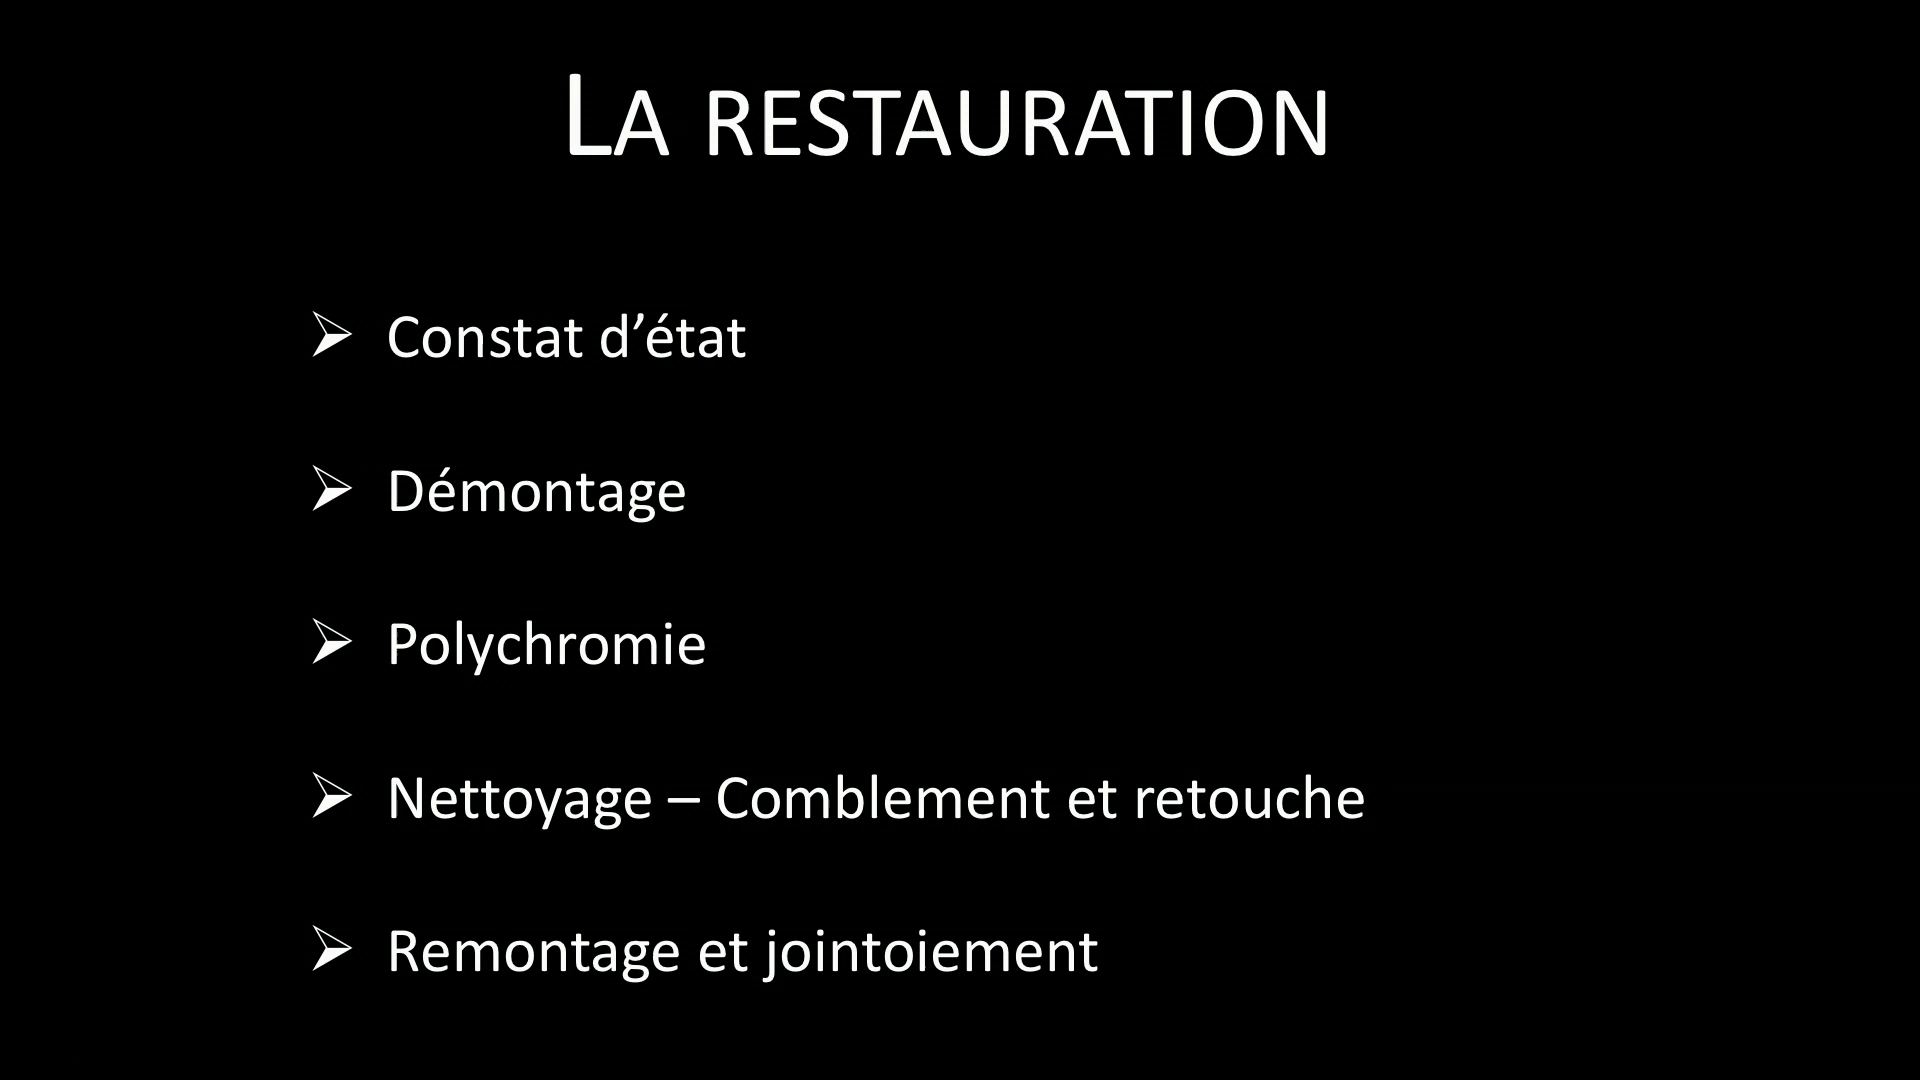 LA RESTAURATION
➢ Constat d’état
➢ Démontage
➢ Polychromie
➢ Nettoyage – Comblement et retouche
➢ Remontage et jointoiement